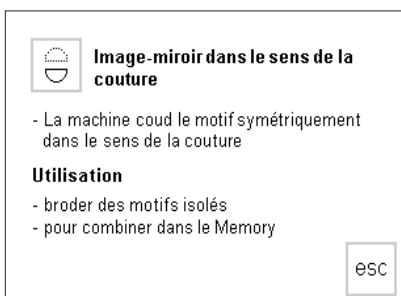 Image-miroir dans le sens de la
couture
- La machine coud le motif symétriquement
dans le sens de la couture
Utilisation
- broder des motifs isolés
- pour combiner dans le Memory
esc